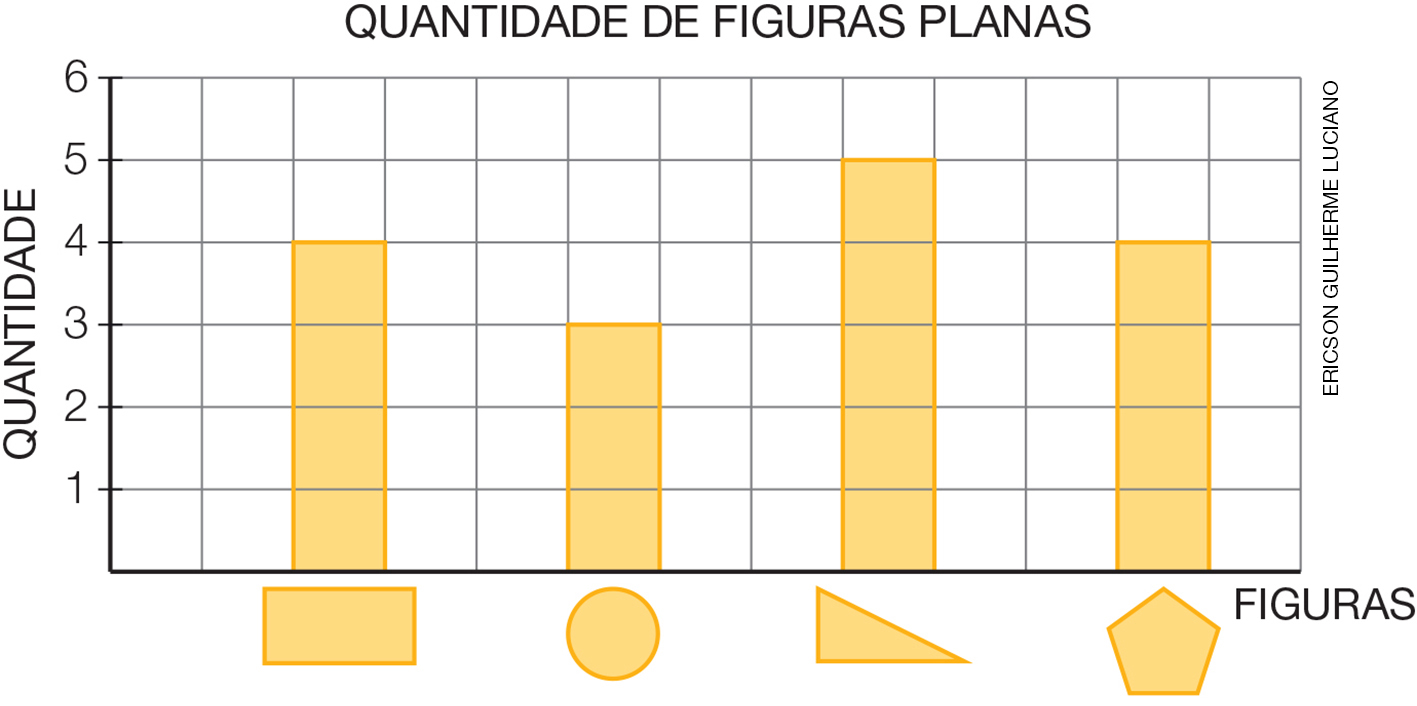 QUANTIDADE DE FIGURAS PLANAS
QUANTIDADE
6
5
4
3
2
1
FIGURAS
ERICSON GUILHERME LUCIANO